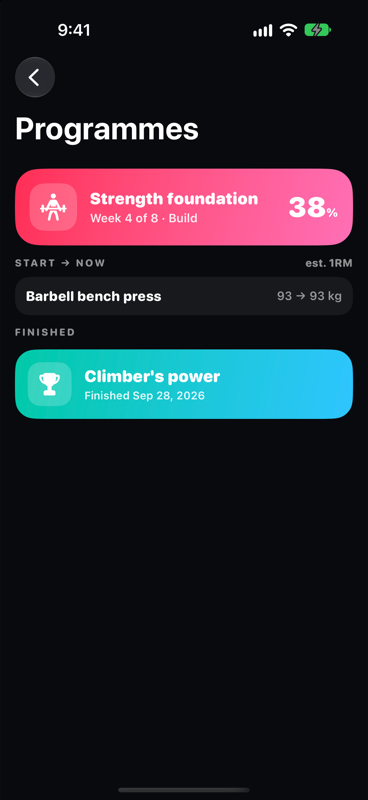 9:41
Programmes
Strength foundation
Week 4 of 8 · Build
38%
START → NOW
est. 1RM
Barbell bench press
93 → 93 kg
FINISHED
Climber's power
Finished Sep 28, 2026